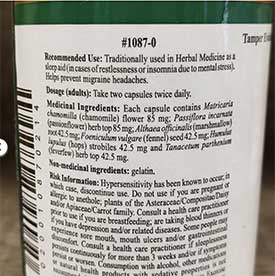 #1087-0
Tamper Evi
Recommended Use: Traditionally used in Herbal Medicine as a
sleep aid (in cases of restlessness or insomnia due to mental stress).
Helps prevent migraine headaches.
Dosage (adults): Take two capsules twice daily.
Medicinal Ingredients: Each capsule contains Matricaria
chamomilla (chamomile) flower 85 mg; Passiflora incarnata
(passionflower) herb top 85 mg, Althaea officinalis (marshmallow)
root 42.5 mg; Foeniculum vulgare (fennel) seed 42.5 mg; Humulus
lupulus (hops) strobiles 42.5 mg and Tanacetum parthenium
(feverfew) herb top 42.5 mg.
Non-medicinal ingredients: gelatin.
Risk Information: Hypersensitivity has been known to occur; in
which case, discontinue use. Do not use if you are pregnant or
allergic to anethole; plants of the Asteraceae/Compositae/Daisy
and/or Apiaceae/Carrot family. Consult a health care practitioner
prior to use if you are breastfeeding; are taking blood thinners or
if you have depression and/or related diseases. Some people may
experience sore mouth, mouth ulcers and/or gastrointestinal
discomfort. Consult a health care practitioner if sleeplessness
persists continuously for more than 3 weeks and/or if symptoms
or worsen. Consumption with alcohol, other medications
natural health products with sedative properties